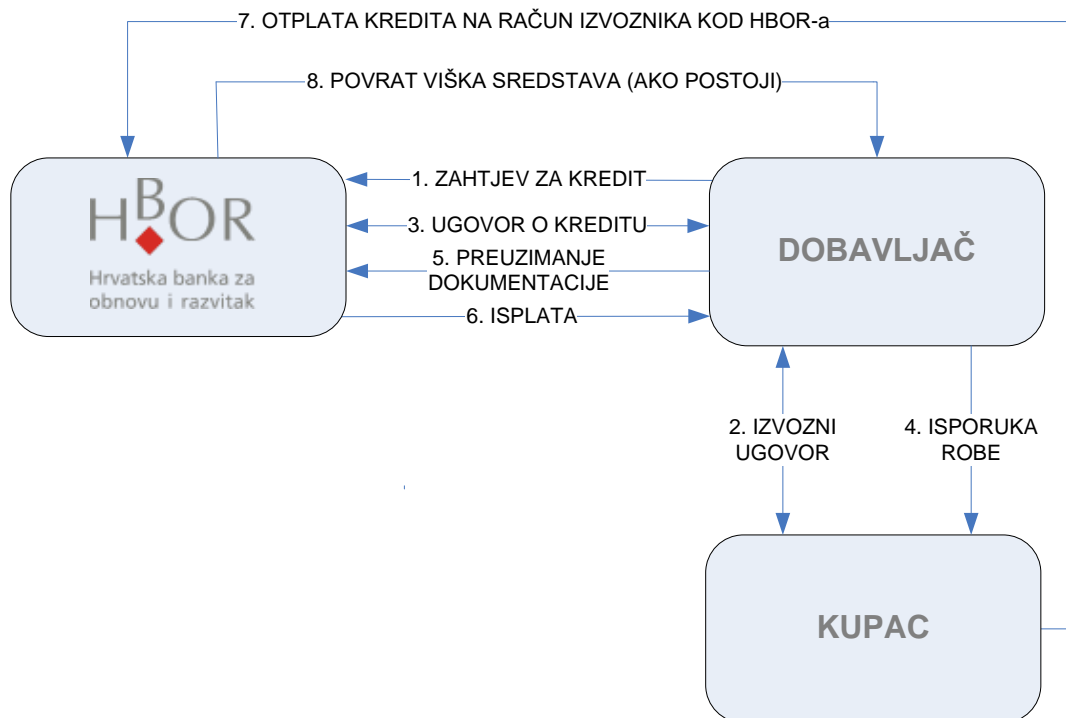 7. OTPLATA KREDITA NA RAČUN IZVOZNIKA KOD HBOR-a
8. POVRAT VIŠKA SREDSTAVA (AKO POSTOJI)
HBOR
Hrvatska banka za
obnovu i razvitak
1. ZAHTJEV ZA KREDIT
3. UGOVOR O KREDITU
5. PREUZIMANJE
DOKUMENTACIJE
6. ISPLATA
DOBAVLJAČ
2. IZVOZNI
UGOVOR
4. ISPORUKA
ROBE
KUPAC